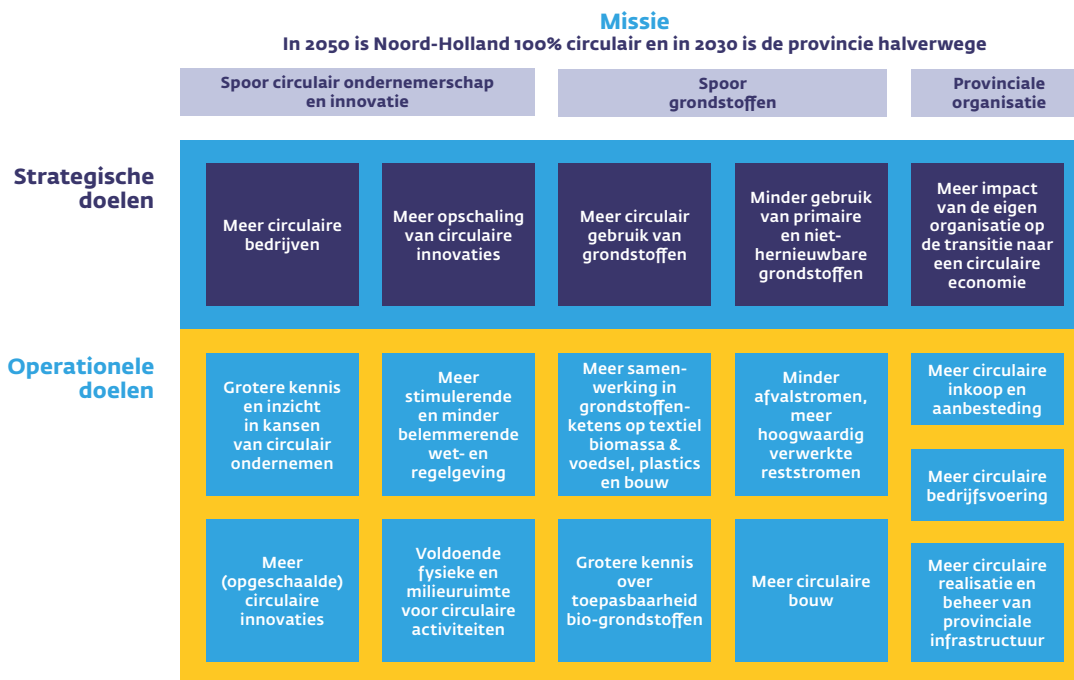 Missie
In 2050 is Noord-Holland 100% circulair en in 2030 is de provincie halverwege
Spoor circulair ondernemerschap
en innovatie
Spoor
grondstoffen
Provinciale
organisatie
Strategische
doelen
Meer circulaire
bedrijven
Meer opschaling
van circulaire
innovaties
Meer circulair
gebruik van
grondstoffen
Minder gebruik
van primaire
en niet-
hernieuwbare
grondstoffen
Meer impact
van de eigen
organisatie op
de transitie naar
een circulaire
economie
Operationele
doelen
Grotere kennis
en inzicht
in kansen
van circulair
ondernemen
Meer
stimulerende
en minder
belemmerende
wet- en
regelgeving
Meer samen-
werking in
grondstoffen-
ketens op textiel
biomassa &
voedsel, plastics
en bouw
Minder
afvalstromen,
meer
hoogwaardig
verwerkte
reststromen
Meer circulaire
inkoop en
aanbesteding
Meer circulaire
bedrijfsvoering
Meer
(opgeschaalde)
circulaire
innovaties
Voldoende
fysieke en
milieuruimte
voor circulaire
activiteiten
Grotere kennis
over
toepasbaarheid
bio-grondstoffen
Meer circulaire
bouw
Meer circulaire
realisatie en
beheer van
provinciale
infrastructuur